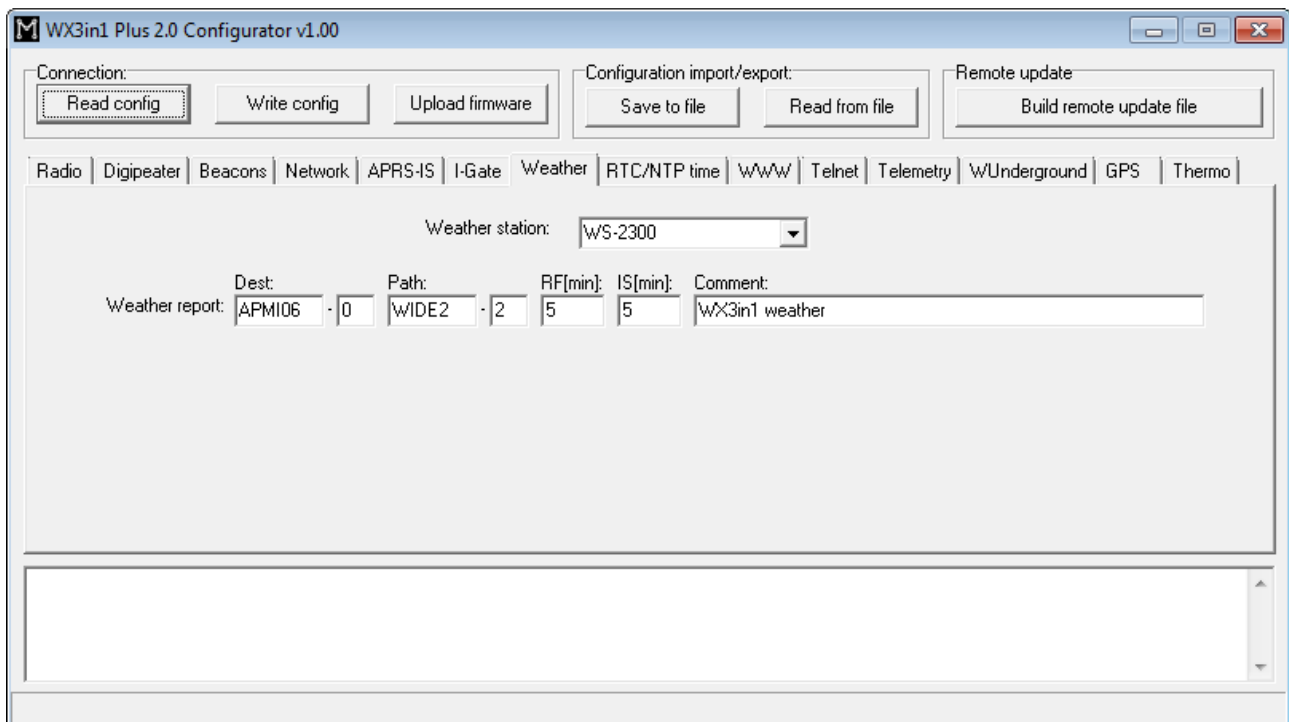 WX3in1 Plus 2.0 Configurator v1.00
Connection: Configuration import/export: Remote update
Read config Write config Upload firmware Save to file Read from file Build remote update file
Radio Digipeater Beacons Network APRS-IS I-Gate Weather RTC/NTP time WWW Telnet Telemetry WUnderground GPS Thermo
Weather station: WS-2300
Dest: Path: RF[min]: IS[min]: Comment:
Weather report: APMI06 - 0 WIDE2 - 2 5 5 WX3in1 weather